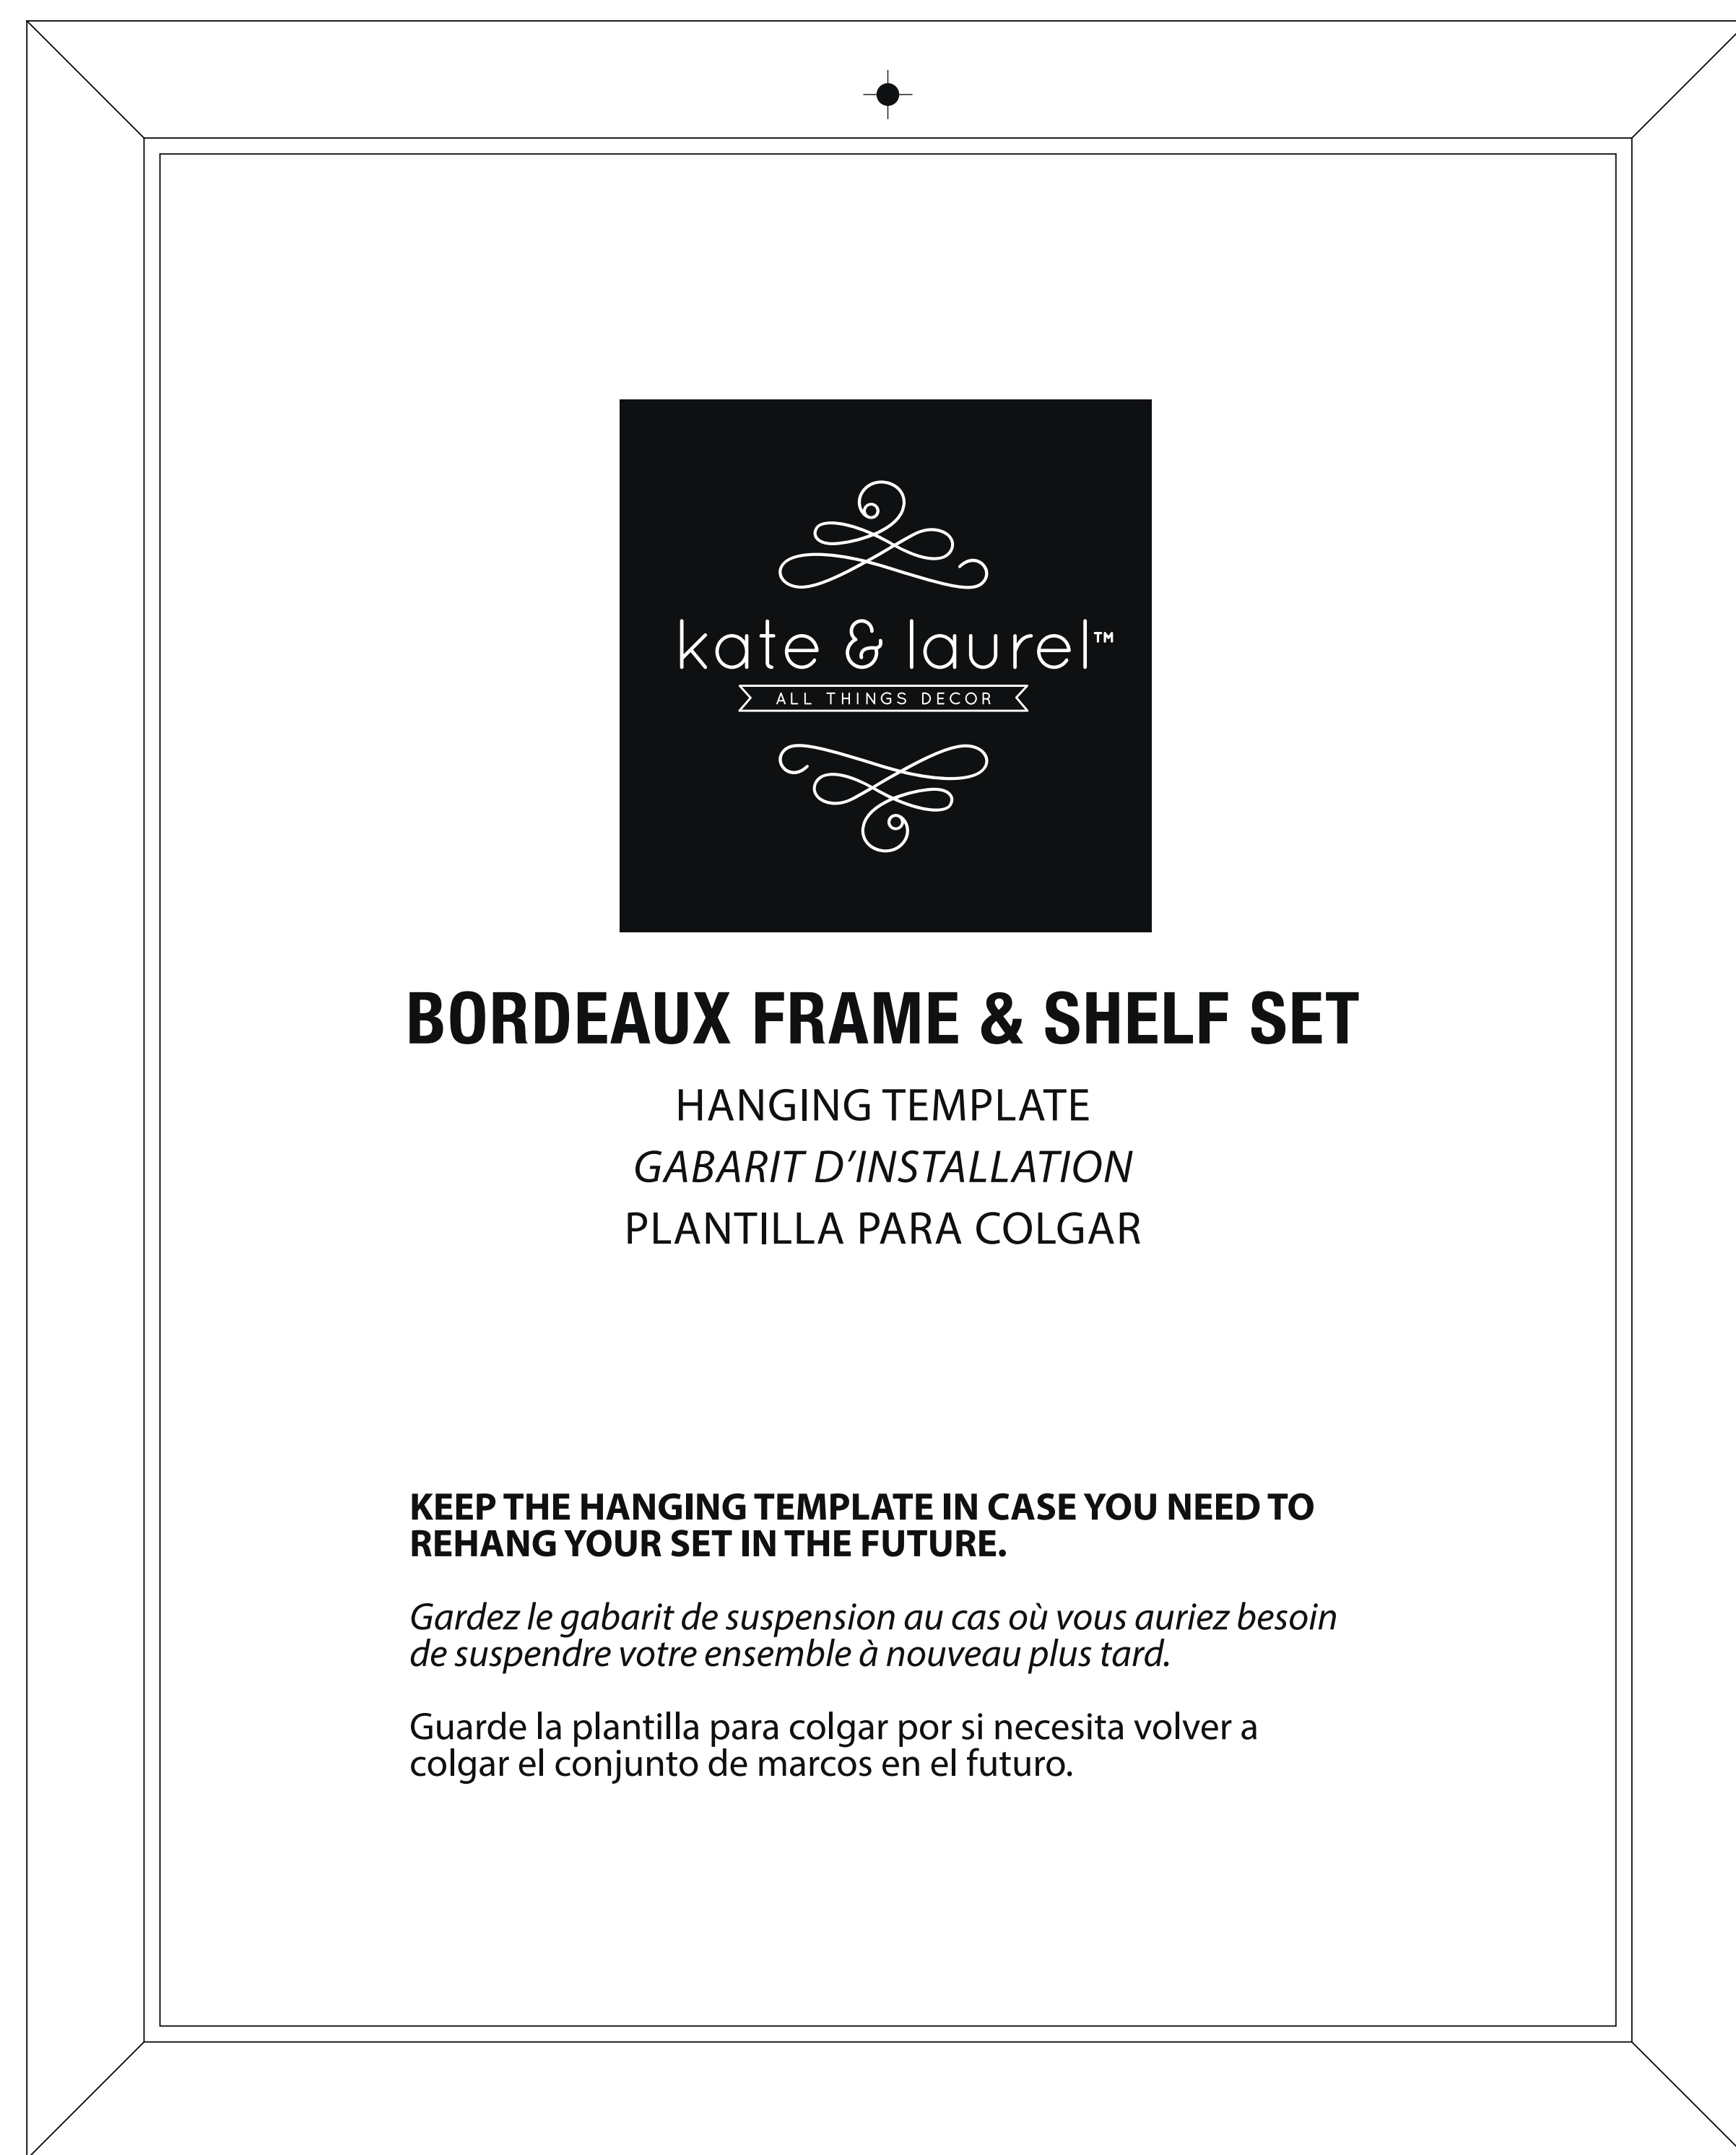 kate & laurel™
ALL THINGS DECOR
BORDEAUX FRAME & SHELF SET
HANGING TEMPLATE
GABARIT D’INSTALLATION
PLANTILLA PARA COLGAR
KEEP THE HANGING TEMPLATE IN CASE YOU NEED TO
REHANG YOUR SET IN THE FUTURE.
Gardez le gabarit de suspension au cas où vous auriez besoin
de suspendre votre ensemble à nouveau plus tard.
Guarde la plantilla para colgar por si necesita volver a
colgar el conjunto de marcos en el futuro.